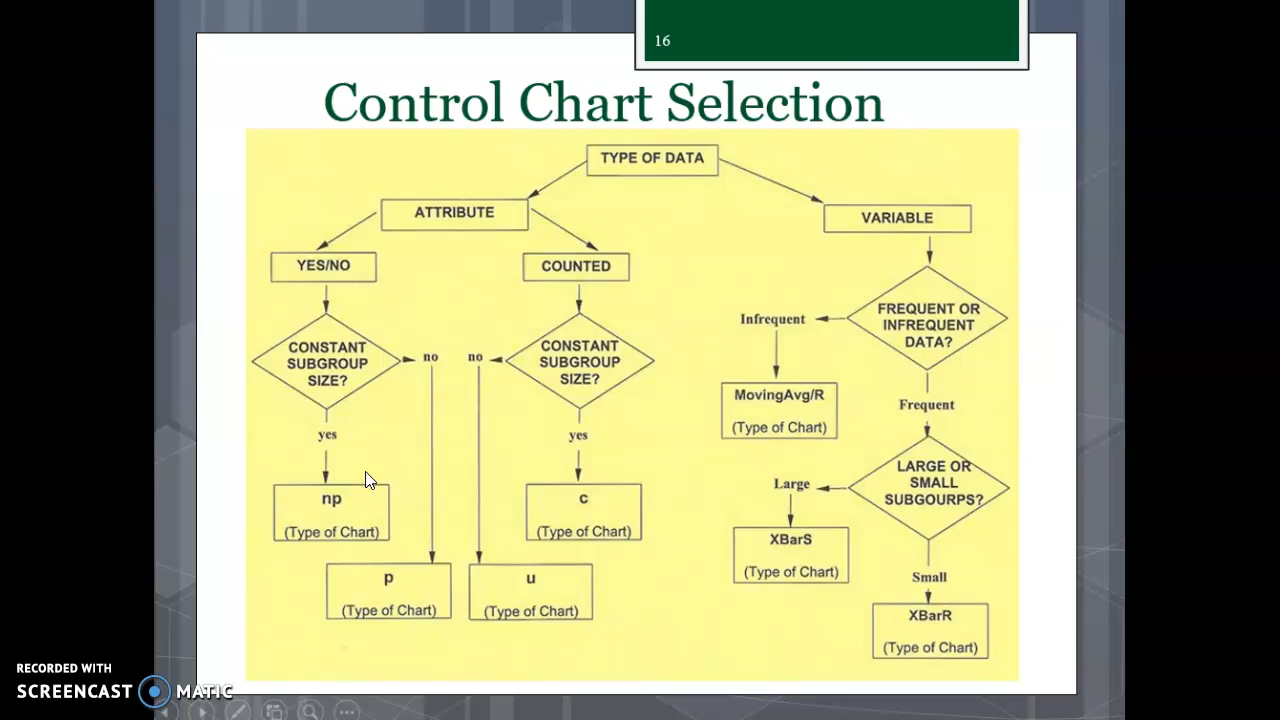 16
Control Chart Selection
TYPE OF DATA
ATTRIBUTE
VARIABLE
YES/NO
COUNTED
CONSTANT
SUBGROUP
SIZE?
no
yes
np
(Type of Chart)
p
(Type of Chart)
CONSTANT
SUBGROUP
SIZE?
no
yes
c
(Type of Chart)
u
(Type of Chart)
FREQUENT OR
INFREQUENT
DATA?
Infrequent
MovingAvg/R
(Type of Chart)
Frequent
LARGE OR
SMALL
SUBGOURPS?
Large
XBarS
(Type of Chart)
Small
XBarR
(Type of Chart)
RECORDED WITH
SCREENCAST MATIC